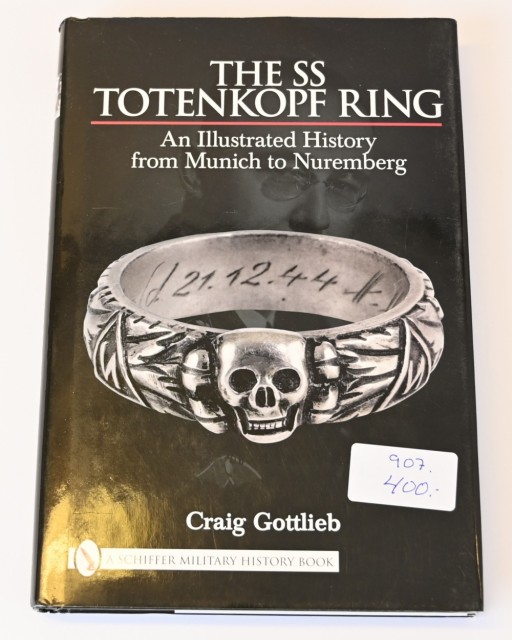 THE SS
TOTENKOPF RING
An Illustrated History
from Munich to Nuremberg
21.12.44
907.
400:-
Craig Gottlieb
A SCHIFFER MILITARY HISTORY BOOK